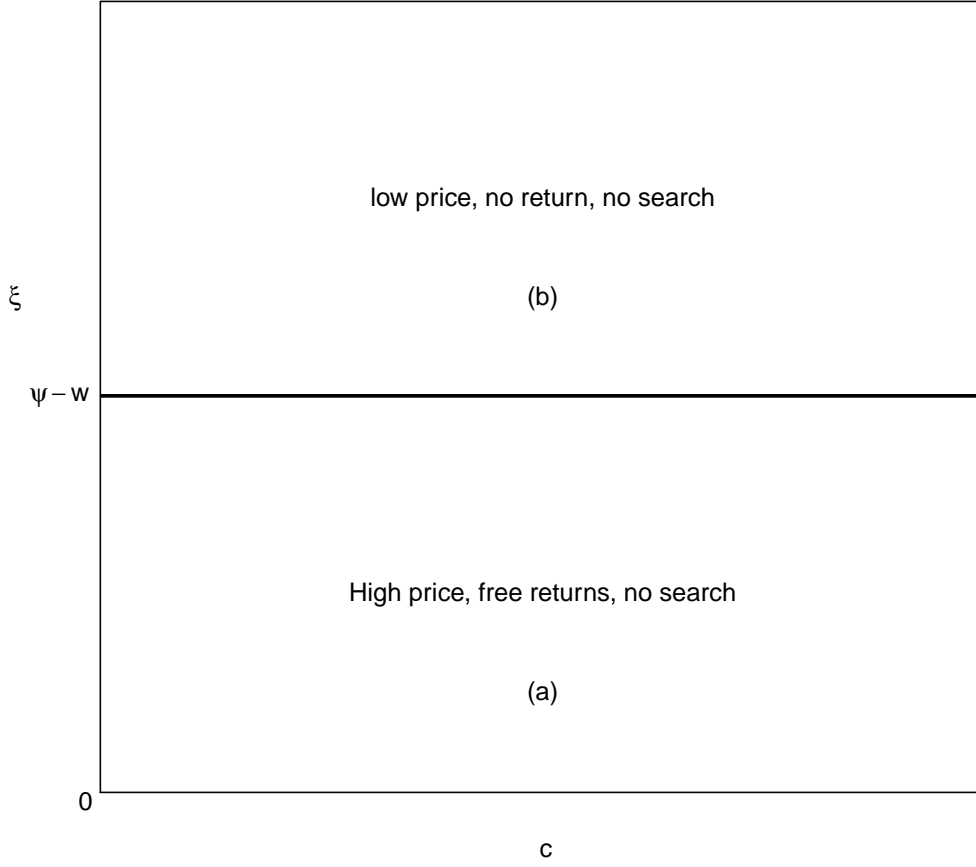 low price, no return, no search
(b)
ξ
ψ – w
High price, free returns, no search
(a)
0
c